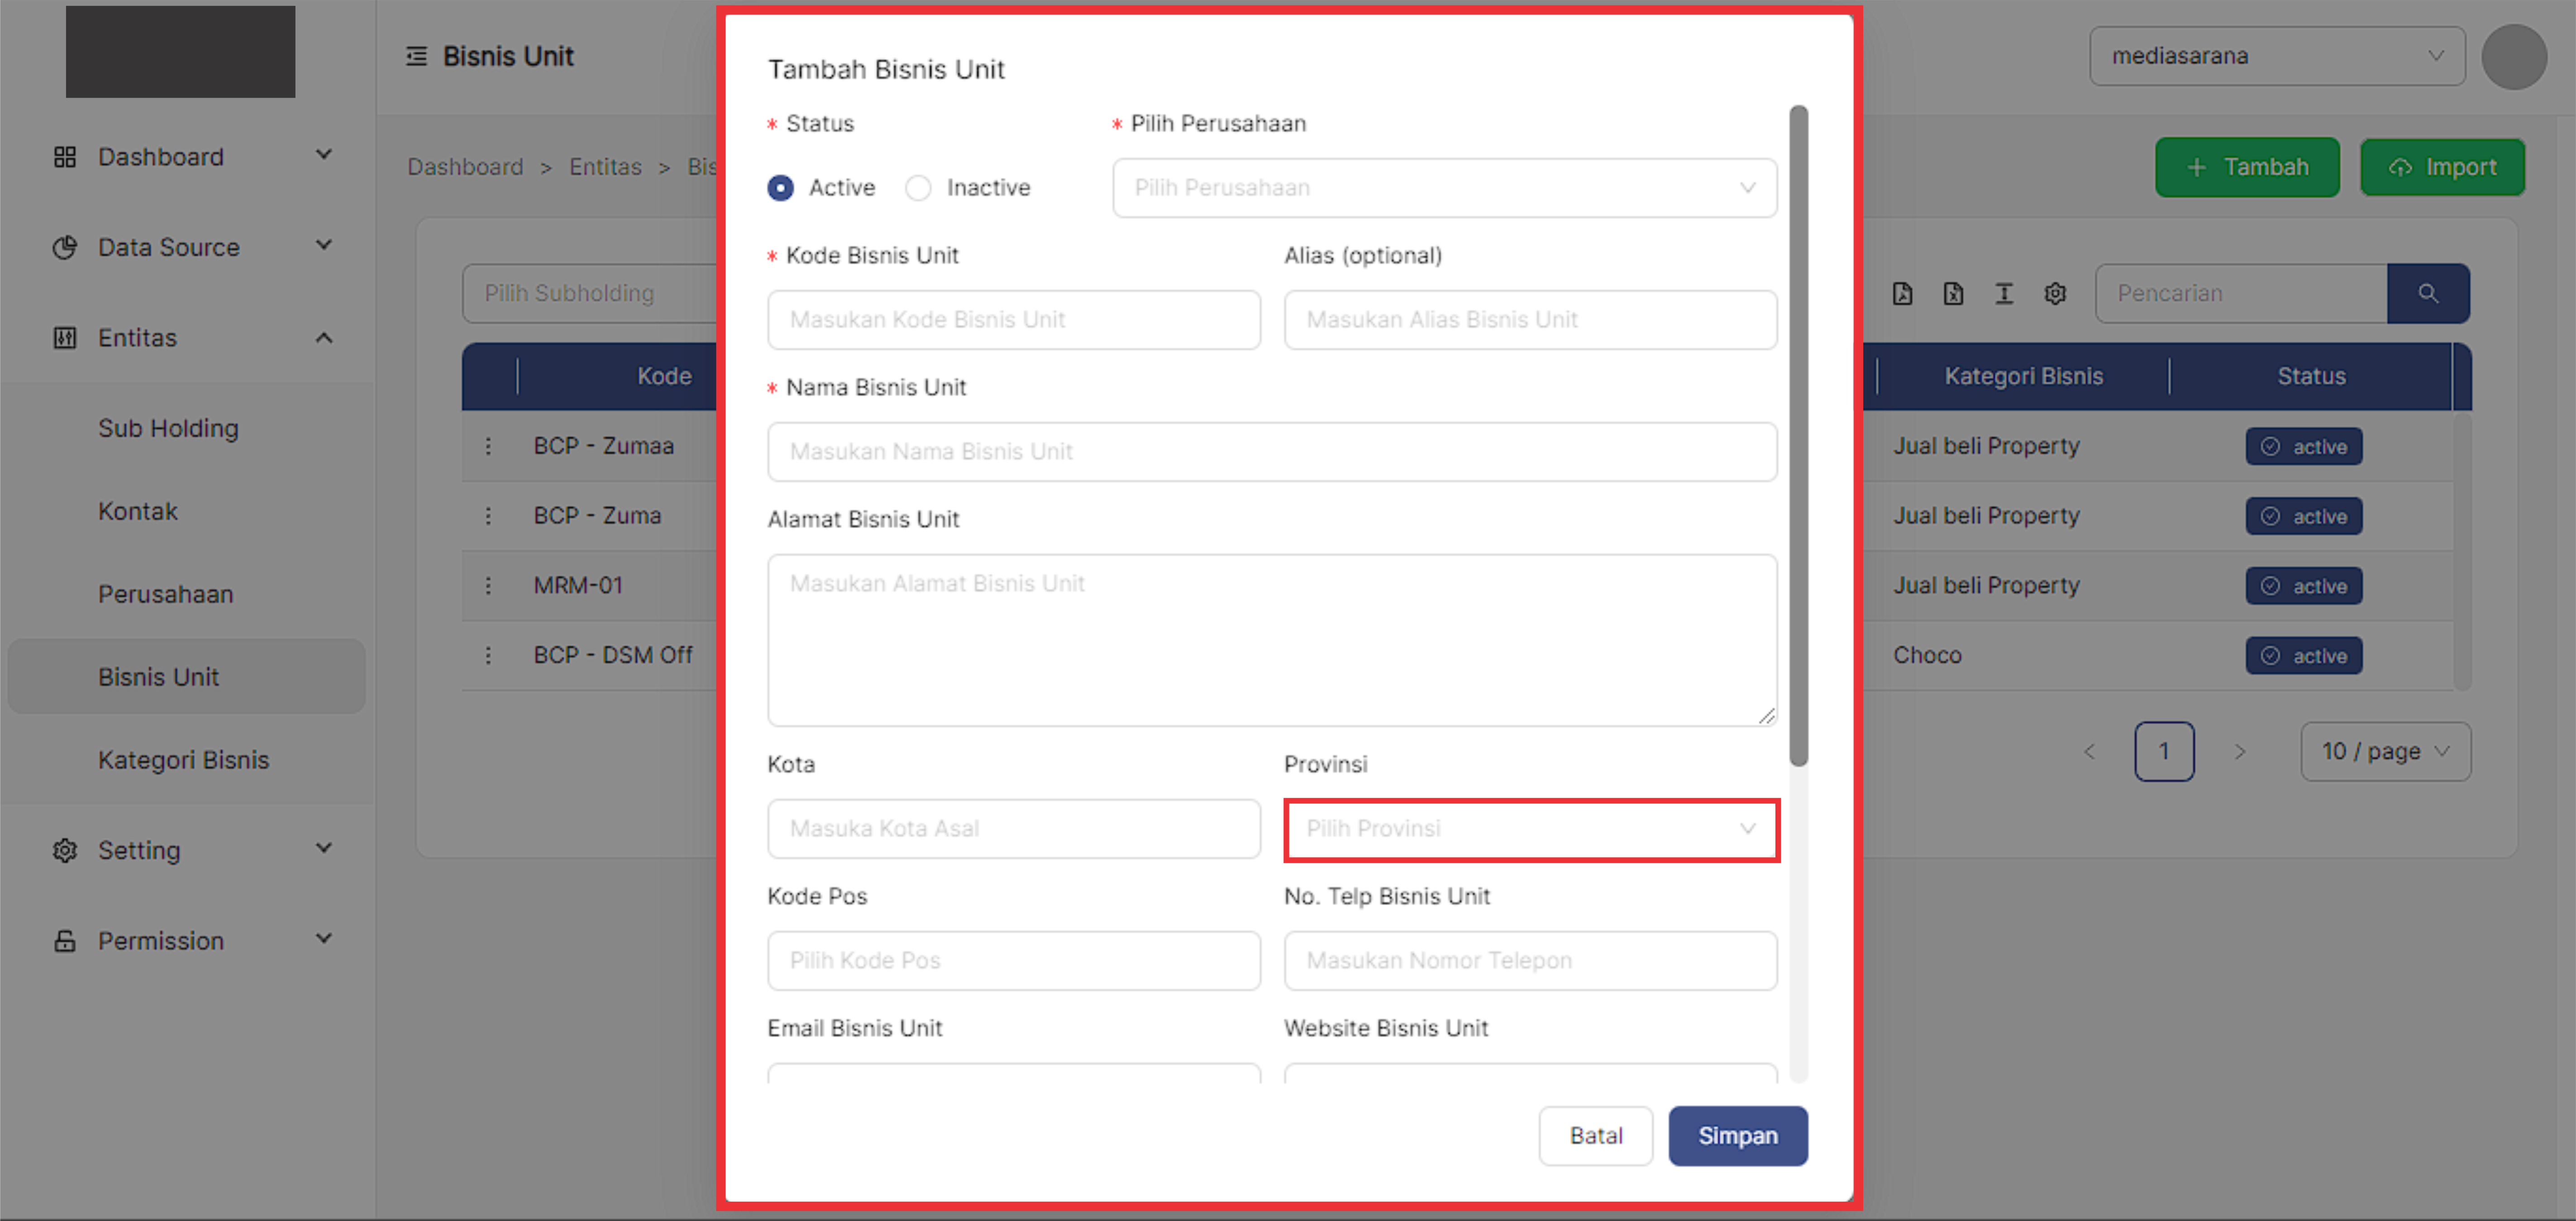 Bisnis Unit
mediasarana
Dashboard
Data Source
Entitas
Sub Holding
Kontak
Perusahaan
Bisnis Unit
Kategori Bisnis
Setting
Permission
Dashboard > Entitas > Bis
+ Tambah
Import
Pilih Subholding
Pencarian
Kode
Kategori Bisnis
Status
BCP - Zumaa
Jual beli Property
active
BCP - Zuma
Jual beli Property
active
MRM-01
Jual beli Property
active
BCP - DSM Off
Choco
active
< 1 >
10 / page
Tambah Bisnis Unit
* Status
* Pilih Perusahaan
Active
Inactive
Pilih Perusahaan
* Kode Bisnis Unit
Alias (optional)
Masukan Kode Bisnis Unit
Masukan Alias Bisnis Unit
* Nama Bisnis Unit
Masukan Nama Bisnis Unit
Alamat Bisnis Unit
Masukan Alamat Bisnis Unit
Kota
Provinsi
Masuka Kota Asal
Pilih Provinsi
Kode Pos
No. Telp Bisnis Unit
Pilih Kode Pos
Masukan Nomor Telepon
Email Bisnis Unit
Website Bisnis Unit
Batal
Simpan